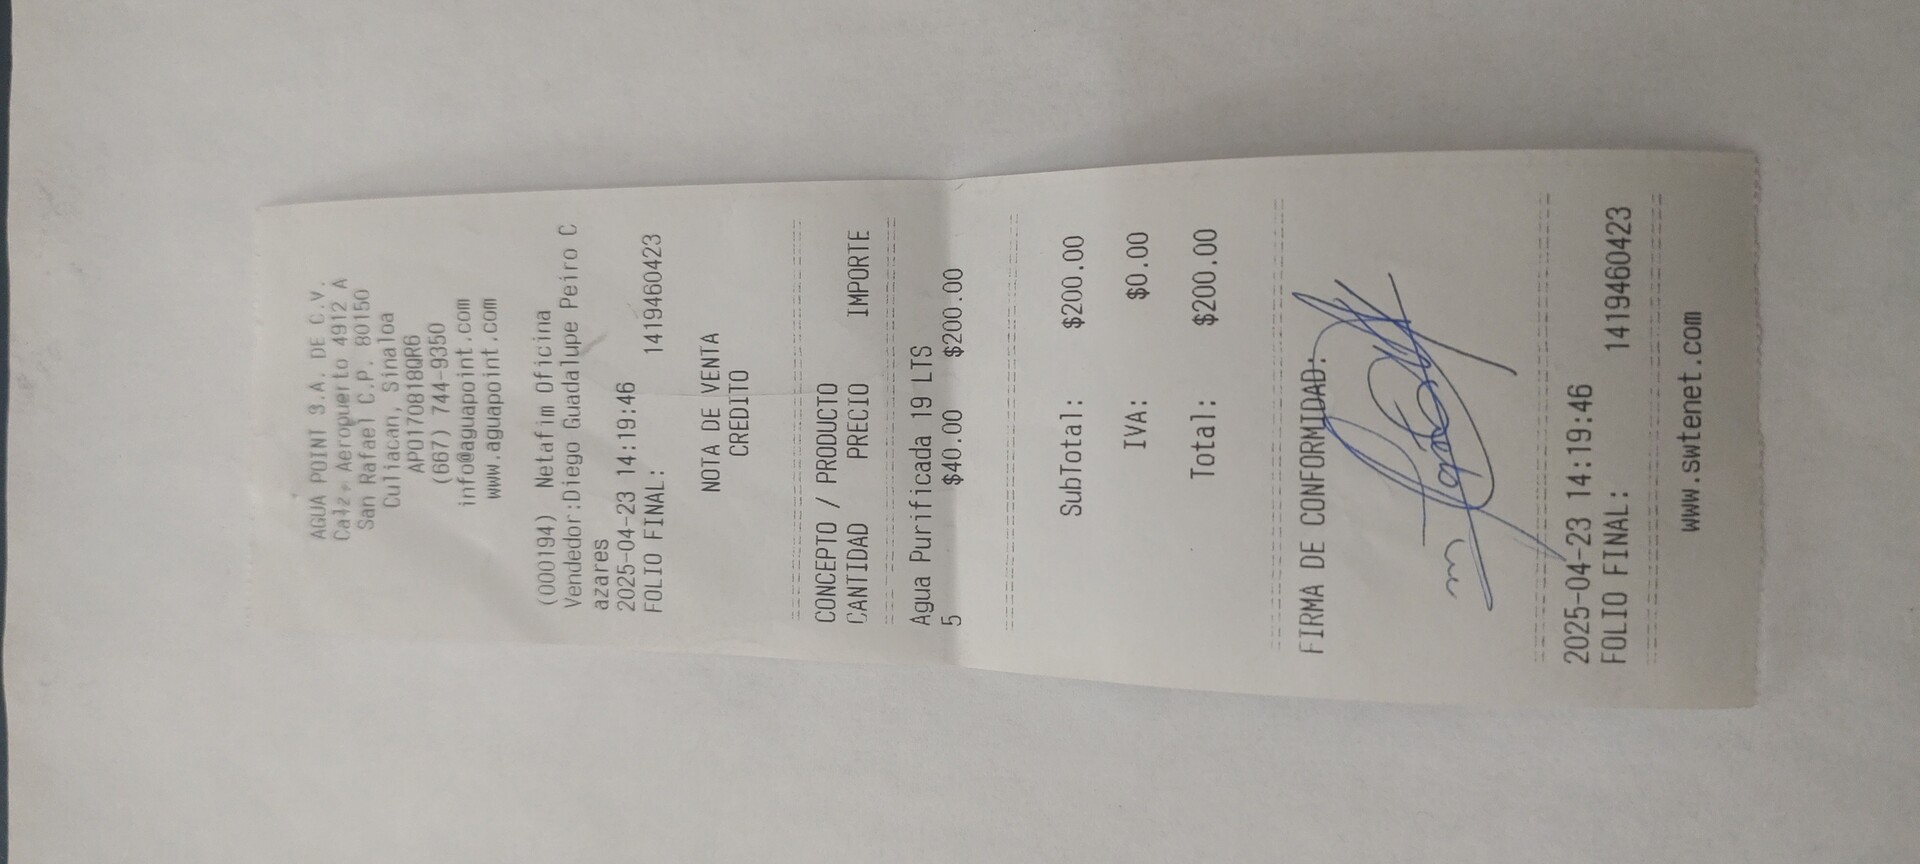 AGUA POINT S.A. DE C.V.
Calz. Aeropuerto 4912 A
San Rafael C.P. 80150
Culiacan, Sinaloa
APO170818QR6
(667) 744-9350
info@aguapoint.com
www.aguapoint.com
(000194) Netafim Oficina
Vendedor:Diego Guadalupe Peiro C
azares
2025-04-23 14:19:46
FOLIO FINAL: 1419460423
NOTA DE VENTA
CREDITO
CONCEPTO / PRODUCTO
CANTIDAD PRECIO IMPORTE
Agua Purificada 19 LTS
5 $40.00 $200.00
SubTotal: $200.00
IVA: $0.00
Total: $200.00
FIRMA DE CONFORMIDAD:
2025-04-23 14:19:46
FOLIO FINAL: 1419460423
www.swtenet.com